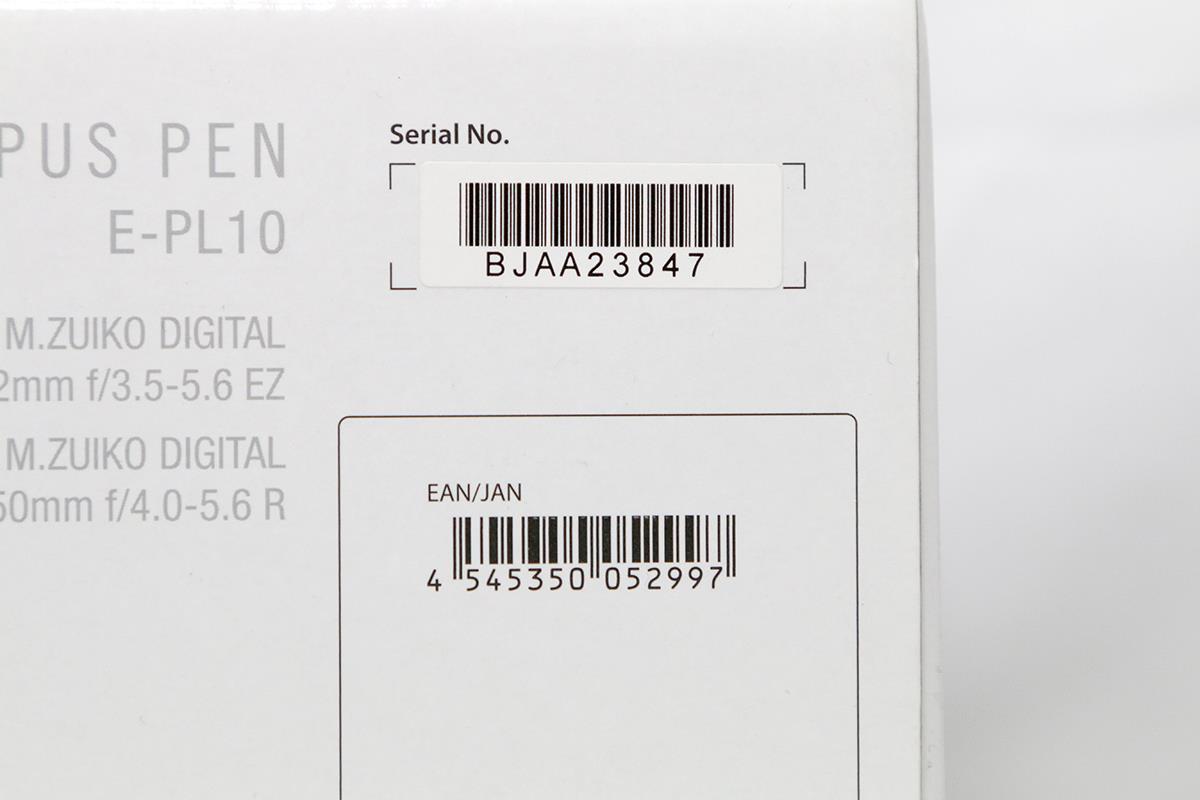 PUS PEN
E-PL10
M.ZUIKO DIGITAL
2mm f/3.5-5.6 EZ
M.ZUIKO DIGITAL
50mm f/4.0-5.6 R
Serial No.
BJAA23847
EAN/JAN
4 545350 052997